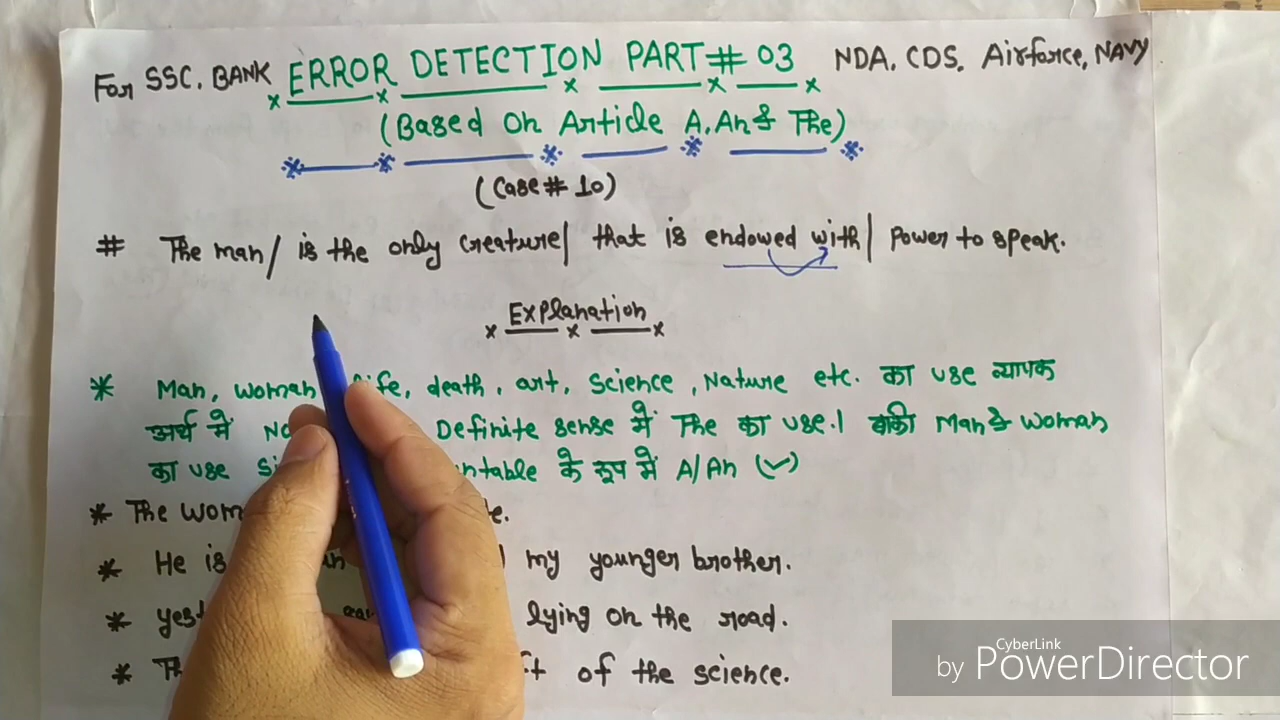 For SSC, BANK ERROR DETECTION PART # 03 NDA, CDS, Airforce, NAVY
(Based On Article A, An & The)
(Case # 10)
# The man/ is the only creature/ that is endowed with/ power to speak.
Explanation
* Man, woman, life, death, art, science, Nature etc. का use व्यापक
अर्थ में Definite sense में The का use.। बाकी Man & woman
का use के रूप में A/An (✓)
* The
* He is my younger brother.
* lying on the road.
* of the science.
CyberLink
by PowerDirector